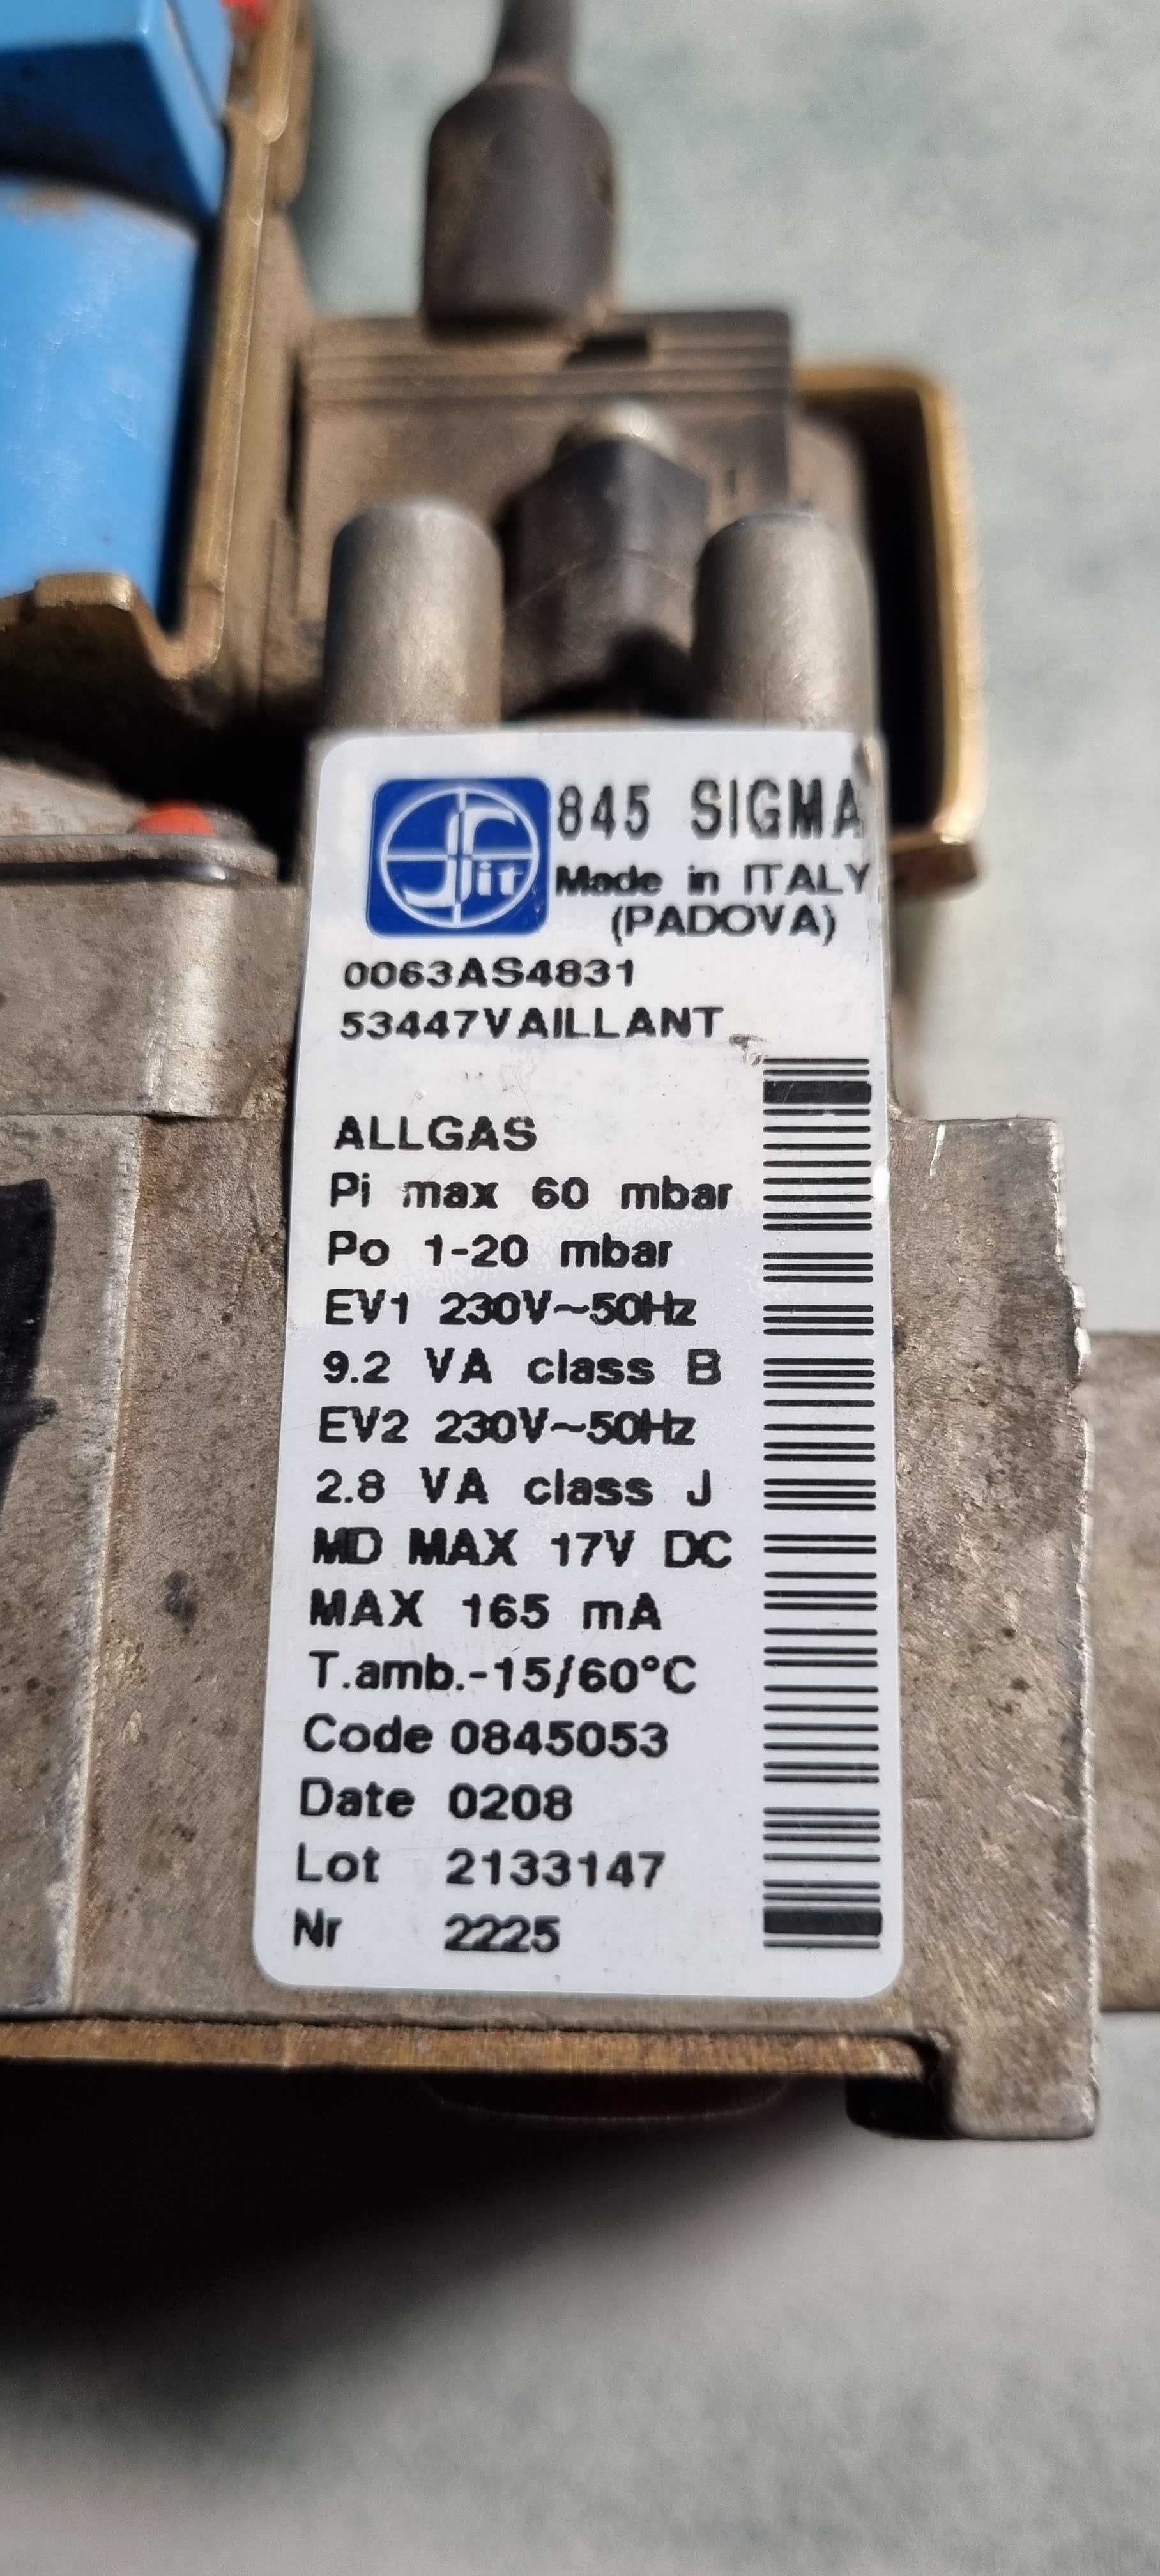 Sit 845 SIGMA
Made in ITALY
(PADOVA)
0063AS4831
53447VAILLANT
ALLGAS
Pi max 60 mbar
Po 1-20 mbar
EV1 230V~50Hz
9.2 VA class B
EV2 230V~50Hz
2.8 VA class J
MD MAX 17V DC
MAX 165 mA
T.amb.-15/60°C
Code 0845053
Date 0208
Lot 2133147
Nr 2225